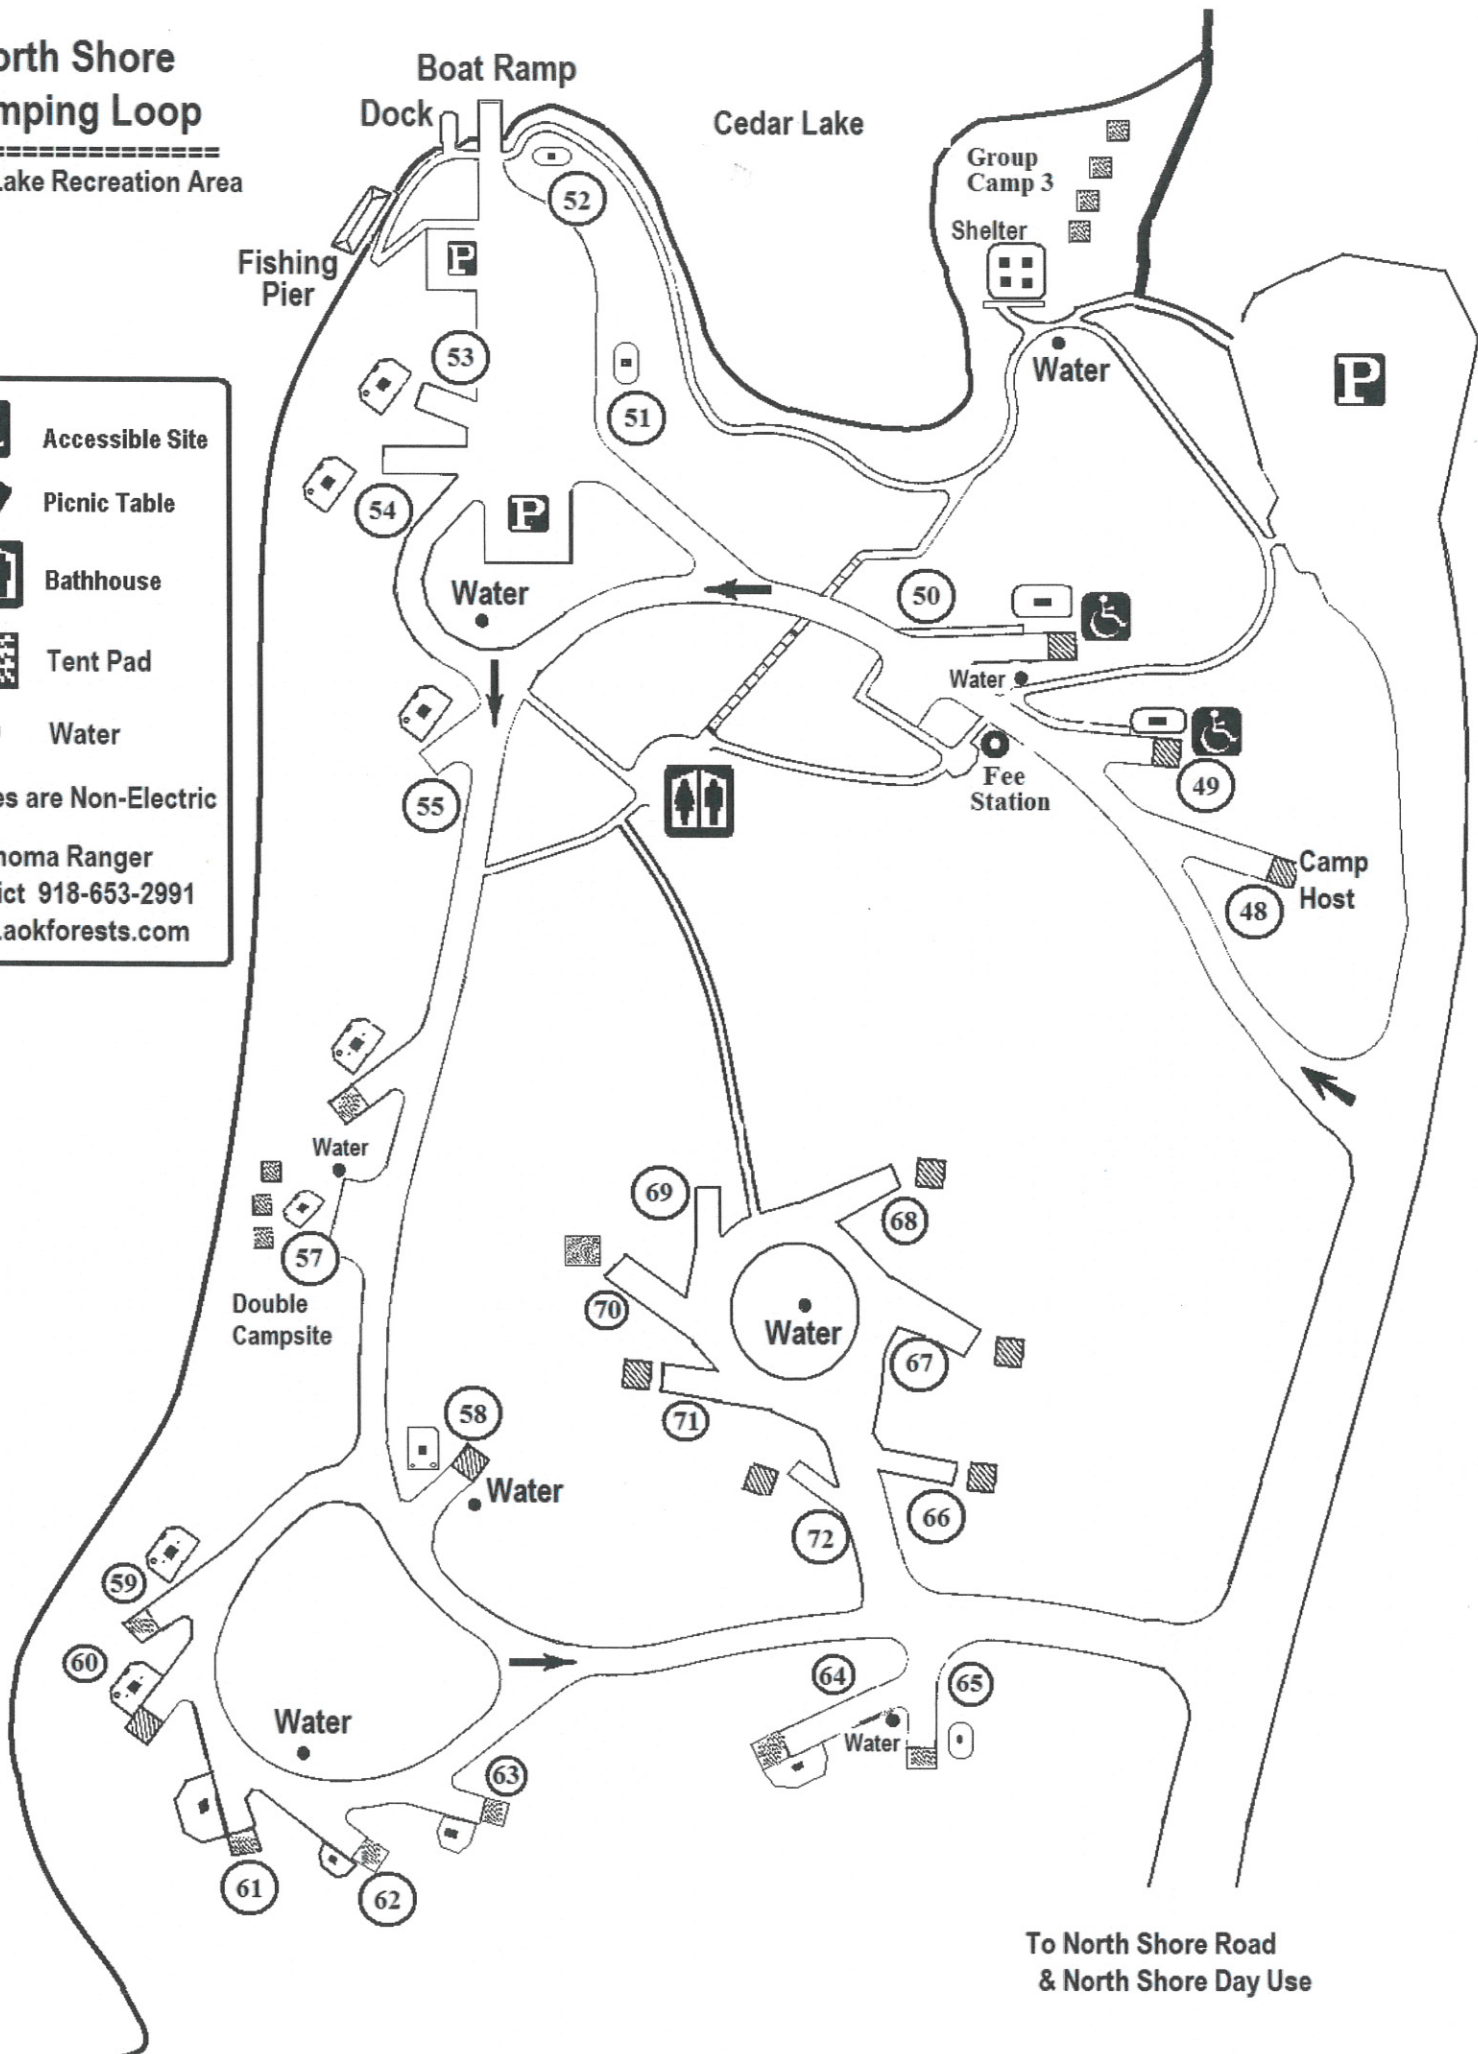 orth Shore
mping Loop
==============
Lake Recreation Area
Boat Ramp
Dock
Cedar Lake
Group
Camp 3
Shelter
Fishing
Pier
P
52
53
51
54
P
Water
P
Accessible Site
Picnic Table
Bathhouse
Tent Pad
Water
es are Non-Electric
homa Ranger
ict 918-653-2991
.aokforests.com
Water
50
Water
49
Fee
Station
55
Camp
Host
48
Water
57
Double
Campsite
69
68
70
Water
67
71
58
Water
72
66
59
60
Water
64
65
Water
63
61
62
To North Shore Road
& North Shore Day Use